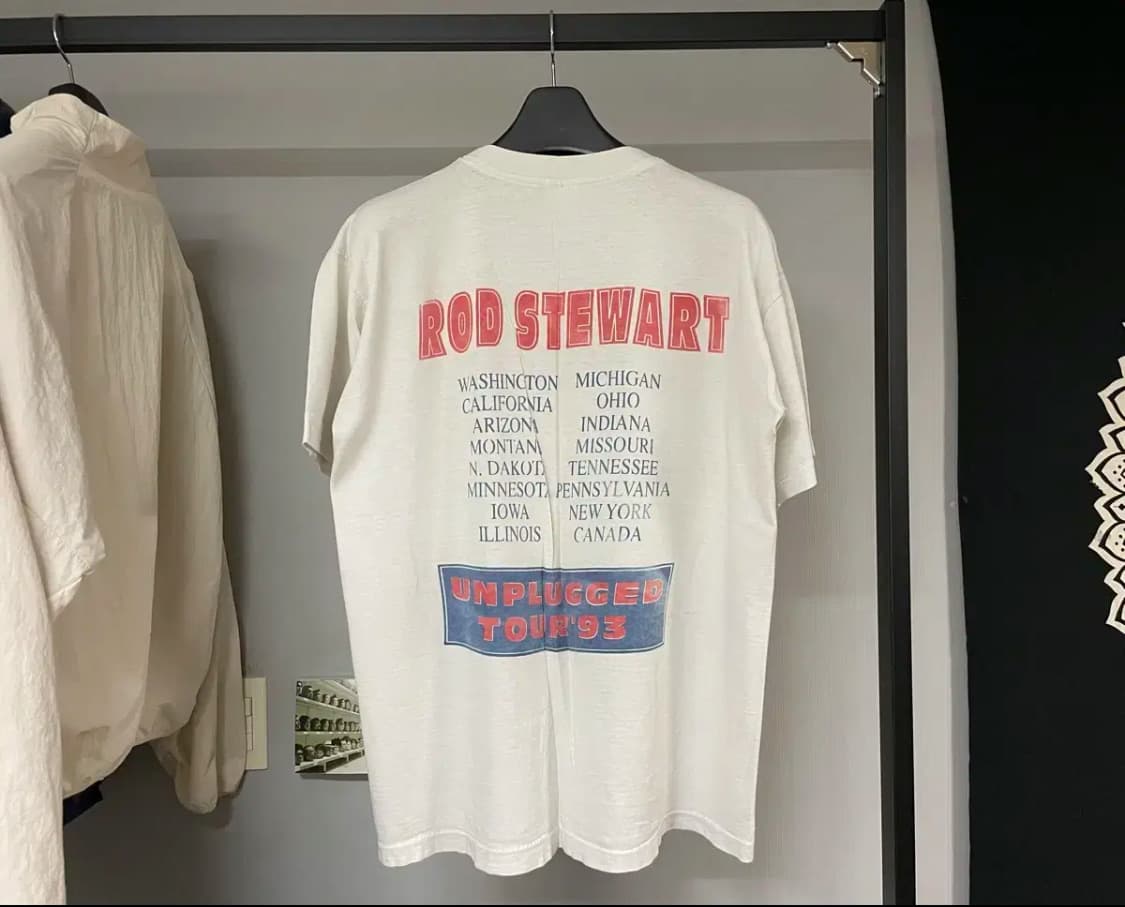 ROD STEWART
WASHINGTON MICHIGAN
CALIFORNIA OHIO
ARIZONA INDIANA
MONTANA MISSOURI
N. DAKOTA TENNESSEE
MINNESOTA PENNSYLVANIA
IOWA NEW YORK
ILLINOIS CANADA
UNPLUGGED
TOUR '93